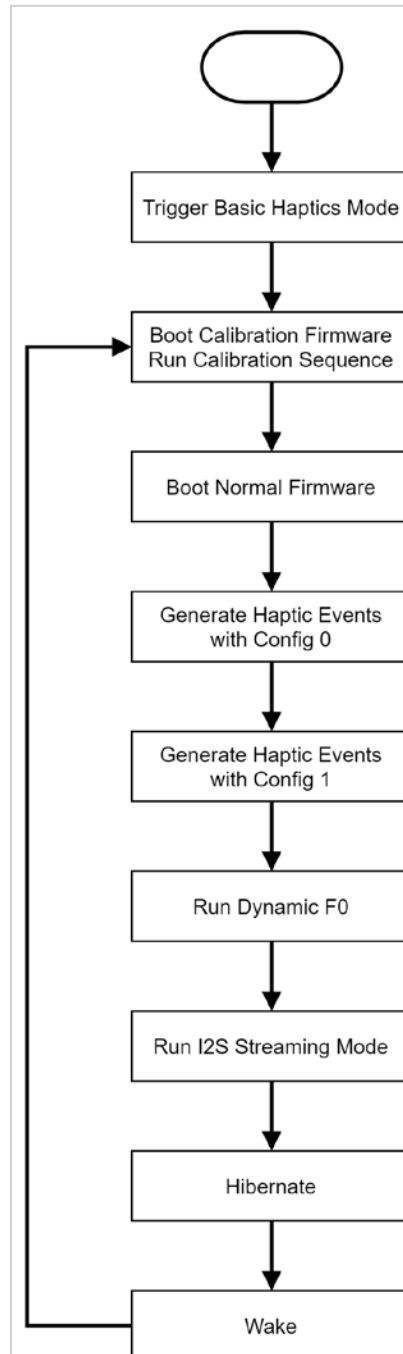 Trigger Basic Haptics Mode
Boot Calibration Firmware
Run Calibration Sequence
Boot Normal Firmware
Generate Haptic Events
with Config 0
Generate Haptic Events
with Config 1
Run Dynamic F0
Run I2S Streaming Mode
Hibernate
Wake